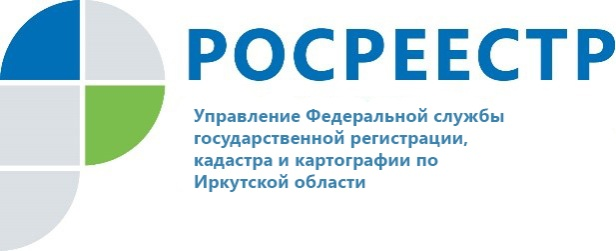 РОСРЕЕСТР
Управление Федеральной службы
государственной регистрации,
кадастра и картографии по
Иркутской области